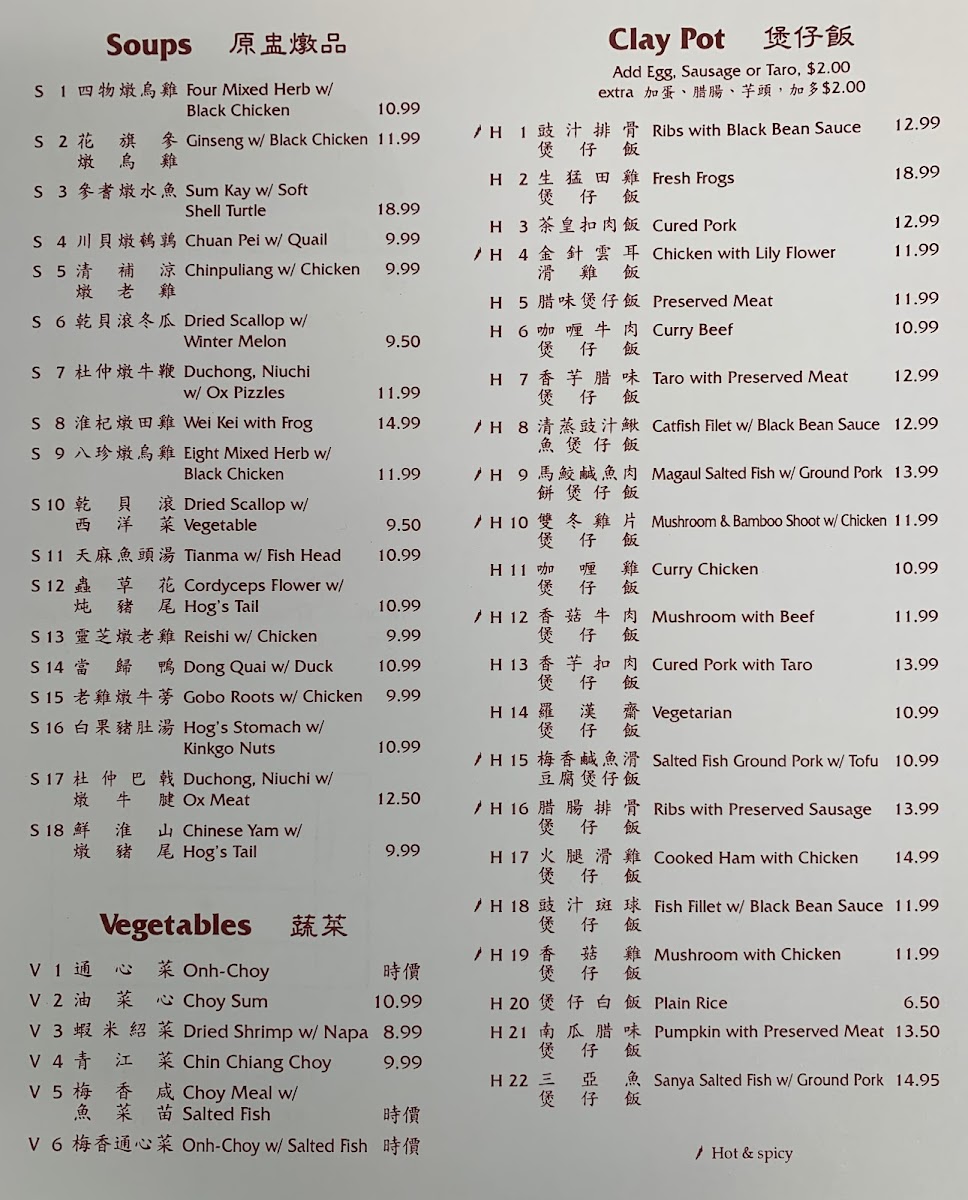 Soups 原盅燉品
S 1 四物燉烏雞 Four Mixed Herb w/
Black Chicken 10.99
S 2 花旗參 Ginseng w/ Black Chicken 11.99
燉烏雞
S 3 參耆燉水魚 Sum Kay w/ Soft
Shell Turtle 18.99
S 4 川貝燉鵪鶉 Chuan Pei w/ Quail 9.99
S 5 清補涼 Chinpuliang w/ Chicken 9.99
燉老雞
S 6 乾貝滾冬瓜 Dried Scallop w/
Winter Melon 9.50
S 7 杜仲燉牛鞭 Duchong, Niuchi
w/ Ox Pizzles 11.99
S 8 淮杞燉田雞 Wei Kei with Frog 14.99
S 9 八珍燉烏雞 Eight Mixed Herb w/
Black Chicken 11.99
S 10 乾貝滾 Dried Scallop w/
西洋菜 Vegetable 9.50
S 11 天麻魚頭湯 Tianma w/ Fish Head 10.99
S 12 蟲草花 Cordyceps Flower w/
炖豬尾 Hog's Tail 10.99
S 13 靈芝燉老雞 Reishi w/ Chicken 9.99
S 14 當歸鴨 Dong Quai w/ Duck 10.99
S 15 老雞燉牛蒡 Gobo Roots w/ Chicken 9.99
S 16 白果豬肚湯 Hog's Stomach w/
Kinkgo Nuts 10.99
S 17 杜仲巴戟 Duchong, Niuchi w/
燉牛腱 Ox Meat 12.50
S 18 鮮淮山 Chinese Yam w/
燉豬尾 Hog's Tail 9.99
Vegetables 蔬菜
V 1 通心菜 Onh-Choy 時價
V 2 油菜心 Choy Sum 10.99
V 3 蝦米紹菜 Dried Shrimp w/ Napa 8.99
V 4 青江菜 Chin Chiang Choy 9.99
V 5 梅香咸 Choy Meal w/
魚菜苗 Salted Fish 時價
V 6 梅香通心菜 Onh-Choy w/ Salted Fish 時價
Clay Pot 煲仔飯
Add Egg, Sausage or Taro, $2.00
extra 加蛋、腊腸、芋頭，加多$2.00
H 1 豉汁排骨 Ribs with Black Bean Sauce 12.99
煲仔飯
H 2 生猛田雞 Fresh Frogs 18.99
煲仔飯
H 3 茶皇扣肉飯 Cured Pork 12.99
H 4 金針雲耳 Chicken with Lily Flower 11.99
滑雞飯
H 5 腊味煲仔飯 Preserved Meat 11.99
H 6 咖喱牛肉 Curry Beef 10.99
煲仔飯
H 7 香芋腊味 Taro with Preserved Meat 12.99
煲仔飯
H 8 清蒸豉汁鰍 Catfish Filet w/ Black Bean Sauce 12.99
魚煲仔飯
H 9 馬鮫鹹魚肉 Magaul Salted Fish w/ Ground Pork 13.99
餅煲仔飯
H 10 雙冬雞片 Mushroom & Bamboo Shoot w/ Chicken 11.99
煲仔飯
H 11 咖喱雞 Curry Chicken 10.99
煲仔飯
H 12 香菇牛肉 Mushroom with Beef 11.99
煲仔飯
H 13 香芋扣肉 Cured Pork with Taro 13.99
煲仔飯
H 14 羅漢齋 Vegetarian 10.99
煲仔飯
H 15 梅香鹹魚滑 Salted Fish Ground Pork w/ Tofu 10.99
豆腐煲仔飯
H 16 腊腸排骨 Ribs with Preserved Sausage 13.99
煲仔飯
H 17 火腿滑雞 Cooked Ham with Chicken 14.99
煲仔飯
H 18 豉汁斑球 Fish Fillet w/ Black Bean Sauce 11.99
煲仔飯
H 19 香菇雞 Mushroom with Chicken 11.99
煲仔飯
H 20 煲仔白飯 Plain Rice 6.50
H 21 南瓜腊味 Pumpkin with Preserved Meat 13.50
煲仔飯
H 22 三亞魚 Sanya Salted Fish w/ Ground Pork 14.95
煲仔飯
Hot & spicy